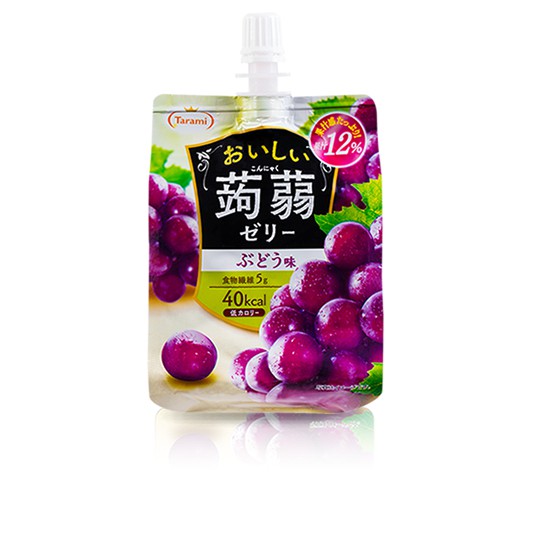 Tarami
果汁感たっぷり!
果汁12%
おいしい
こんにゃく
蒟蒻
ゼリー
ぶどう味
食物繊維5g
40kcal
低カロリー